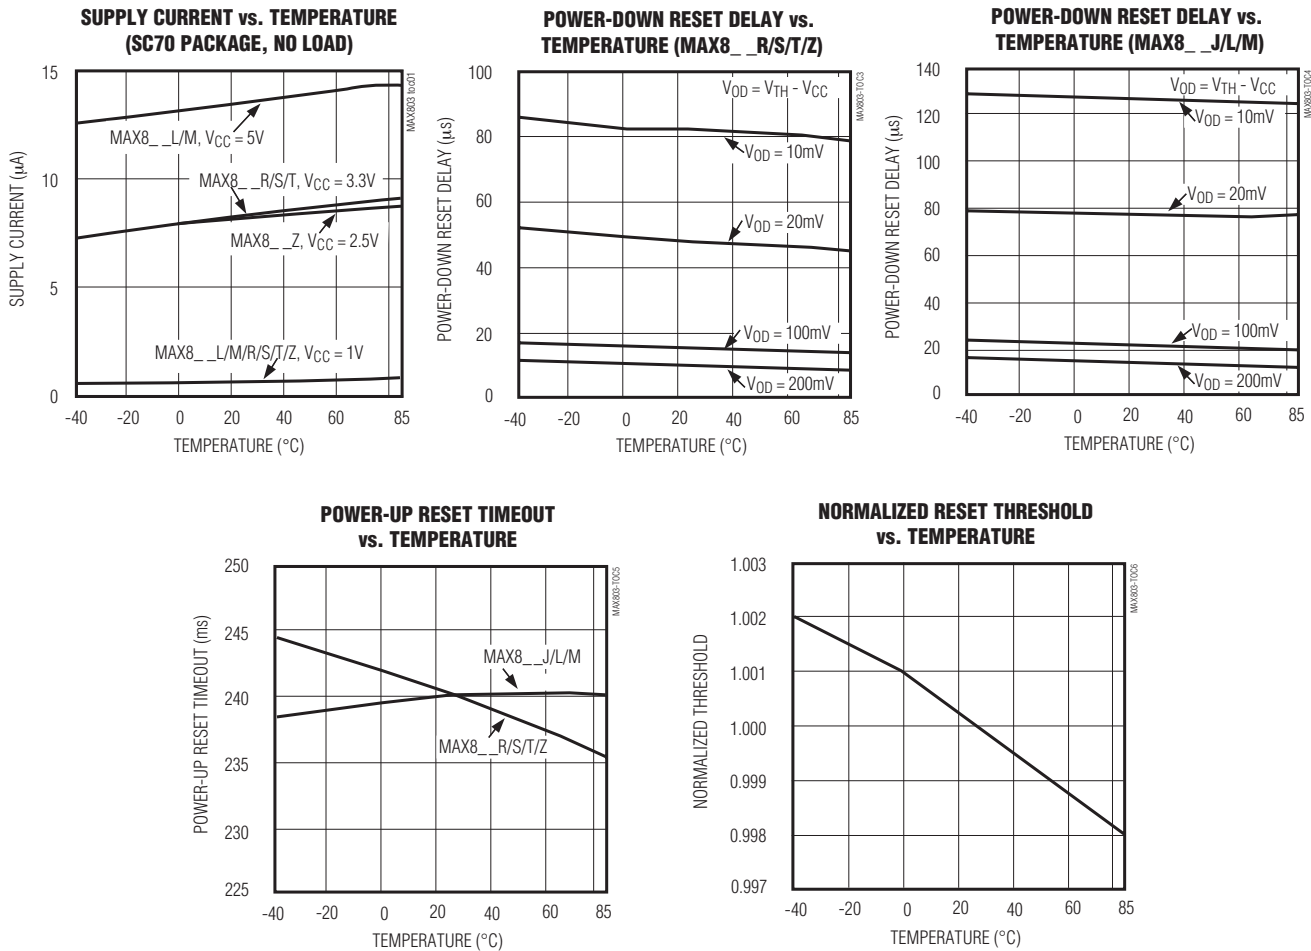 SUPPLY CURRENT vs. TEMPERATURE
(SC70 PACKAGE, NO LOAD)
MAX803 toc01
SUPPLY CURRENT (µA)
15
10
5
0
MAX8_ _L/M, VCC = 5V
MAX8_ _R/S/T, VCC = 3.3V
MAX8_ _Z, VCC = 2.5V
MAX8_ _L/M/R/S/T/Z, VCC = 1V
-40 -20 0 20 40 60 85
TEMPERATURE (°C)
POWER-DOWN RESET DELAY vs.
TEMPERATURE (MAX8_ _R/S/T/Z)
MAX803-TOC3
POWER-DOWN RESET DELAY (µs)
100
80
60
40
20
0
VOD = VTH - VCC
VOD = 10mV
VOD = 20mV
VOD = 100mV
VOD = 200mV
-40 -20 0 20 40 60 85
TEMPERATURE (°C)
POWER-DOWN RESET DELAY vs.
TEMPERATURE (MAX8_ _J/L/M)
MAX803-TOC4
POWER-DOWN RESET DELAY (µs)
140
120
100
80
60
40
20
0
VOD = VTH - VCC
VOD = 10mV
VOD = 20mV
VOD = 100mV
VOD = 200mV
-40 -20 0 20 40 60 85
TEMPERATURE (°C)
POWER-UP RESET TIMEOUT
vs. TEMPERATURE
MAX803-TOC5
POWER-UP RESET TIMEOUT (ms)
250
245
240
235
230
225
MAX8_ _J/L/M
MAX8_ _R/S/T/Z
-40 -20 0 20 40 60 85
TEMPERATURE (°C)
NORMALIZED RESET THRESHOLD
vs. TEMPERATURE
MAX803-TOC6
NORMALIZED THRESHOLD
1.003
1.002
1.001
1.000
0.999
0.998
0.997
-40 -20 0 20 40 60 85
TEMPERATURE (°C)